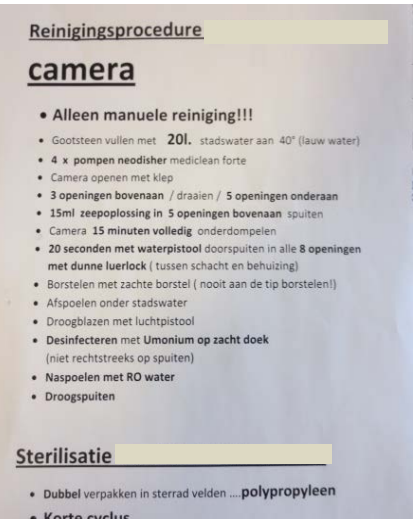 Reinigingsprocedure
camera
• Alleen manuele reiniging!!!
• Gootsteen vullen met 20l. stadswater aan 40° (lauw water)
• 4 x pompen neodisher mediclean forte
• Camera openen met klep
• 3 openingen bovenaan / draaien / 5 openingen onderaan
• 15ml zeepoplossing in 5 openingen bovenaan spuiten
• Camera 15 minuten volledig onderdompelen
• 20 seconden met waterpistool doorspuiten in alle 8 openingen
met dunne luerlock ( tussen schacht en behuizing)
• Borstelen met zachte borstel ( nooit aan de tip borstelen!)
• Afspoelen onder stadswater
• Droogblazen met luchtpistool
• Desinfecteren met Umonium op zacht doek
(niet rechtstreeks op spuiten)
• Naspoelen met RO water
• Droogspuiten
Sterilisatie
• Dubbel verpakken in sterrad velden ....polypropyleen
• Korte cyclus